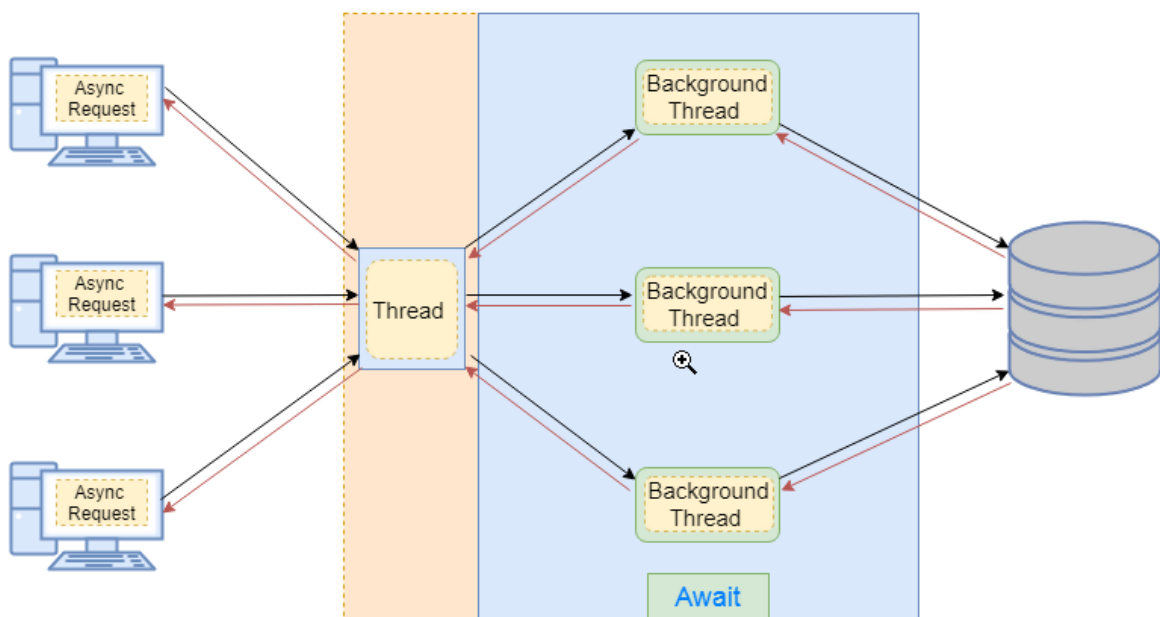 Async
Request
Background
Thread
Async
Request
Thread
Background
Thread
Async
Request
Background
Thread
Await